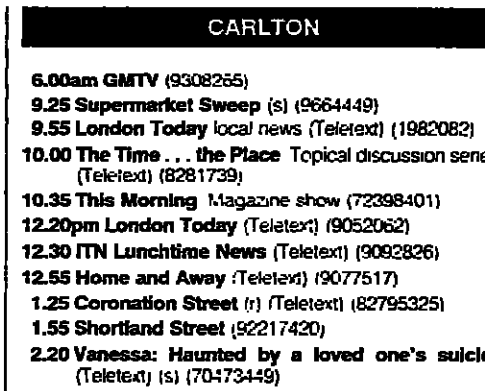 CARLTON
6.00am GMTV (9308265)
9.25 Supermarket Sweep (s) (9664449)
9.55 London Today local news (Teletext) (1982082)
10.00 The Time . . . the Place Topical discussion serie
(Teletext) (8281739)
10.35 This Morning Magazine show (72398401)
12.20pm London Today (Teletext) (9052062)
12.30 ITN Lunchtime News (Teletext) (9092826)
12.55 Home and Away (Teletext) (9077517)
1.25 Coronation Street (r) (Teletext) (82795325)
1.55 Shortland Street (92217420)
2.20 Vanessa: Haunted by a loved one's suicid
(Teletext) (s) (70473449)